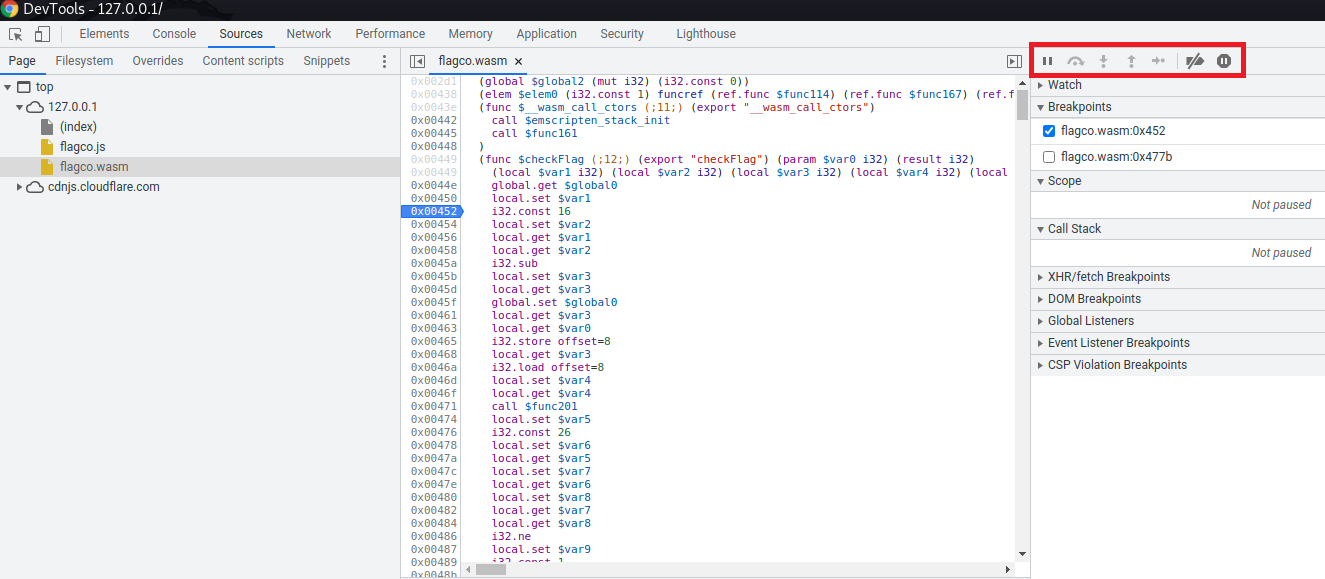 DevTools - 127.0.0.1/
Elements Console Sources Network Performance Memory Application Security Lighthouse
Page Filesystem Overrides Content scripts Snippets
flagco.wasm ×
top
127.0.0.1
(index)
flagco.js
flagco.wasm
cdnjs.cloudflare.com
0x002d1 (global $global2 (mut i32) (i32.const 0))
0x00438 (elem $elem0 (i32.const 1) funcref (ref.func $func114) (ref.func $func167) (ref.f
0x0043e (func $__wasm_call_ctors (;11;) (export "__wasm_call_ctors")
0x00442 call $emscripten_stack_init
0x00445 call $func161
0x00448 )
0x00449 (func $checkFlag (;12;) (export "checkFlag") (param $var0 i32) (result i32)
0x00449 (local $var1 i32) (local $var2 i32) (local $var3 i32) (local $var4 i32) (local
0x0044e global.get $global0
0x00450 local.set $var1
0x00452 i32.const 16
0x00454 local.set $var2
0x00456 local.get $var1
0x00458 local.get $var2
0x0045a i32.sub
0x0045b local.set $var3
0x0045d local.get $var3
0x0045f global.set $global0
0x00461 local.get $var3
0x00463 local.get $var0
0x00465 i32.store offset=8
0x00468 local.get $var3
0x0046a i32.load offset=8
0x0046d local.set $var4
0x0046f local.get $var4
0x00471 call $func201
0x00474 local.set $var5
0x00476 i32.const 26
0x00478 local.set $var6
0x0047a local.get $var5
0x0047c local.set $var7
0x0047e local.get $var6
0x00480 local.set $var8
0x00482 local.get $var7
0x00484 local.get $var8
0x00486 i32.ne
0x00487 local.set $var9
0x00489 i32.const 1
0x0048b
Watch
Breakpoints
flagco.wasm:0x452
flagco.wasm:0x477b
Scope
Not paused
Call Stack
Not paused
XHR/fetch Breakpoints
DOM Breakpoints
Global Listeners
Event Listener Breakpoints
CSP Violation Breakpoints